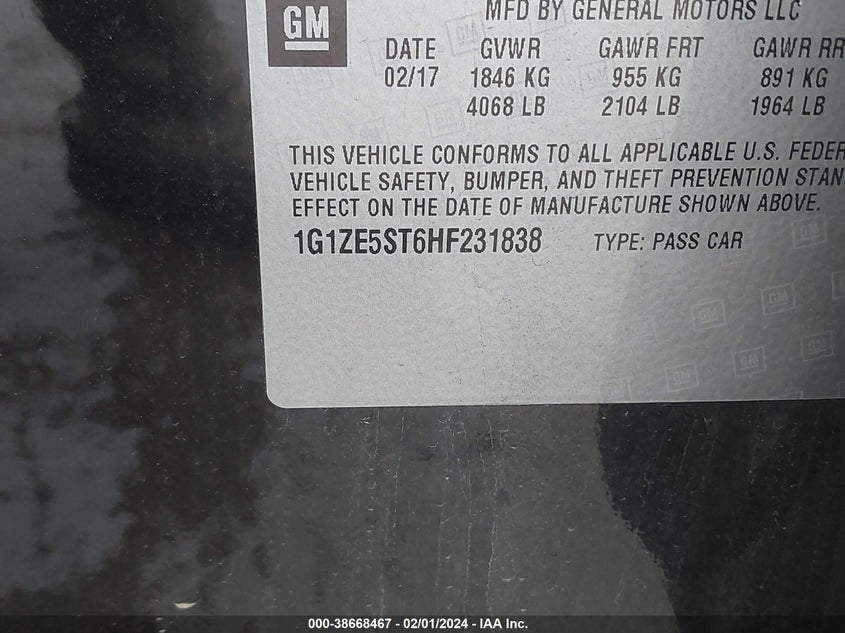 GM
MFD BY GENERAL MOTORS LLC
DATE GVWR GAWR FRT GAWR RR
02/17 1846 KG 955 KG 891 KG
4068 LB 2104 LB 1964 LB
THIS VEHICLE CONFORMS TO ALL APPLICABLE U.S. FEDER
VEHICLE SAFETY, BUMPER, AND THEFT PREVENTION STAN
EFFECT ON THE DATE OF MANUFACTURE SHOWN ABOVE.
1G1ZE5ST6HF231838 TYPE: PASS CAR
000-38668467 - 02/01/2024 - IAA Inc.